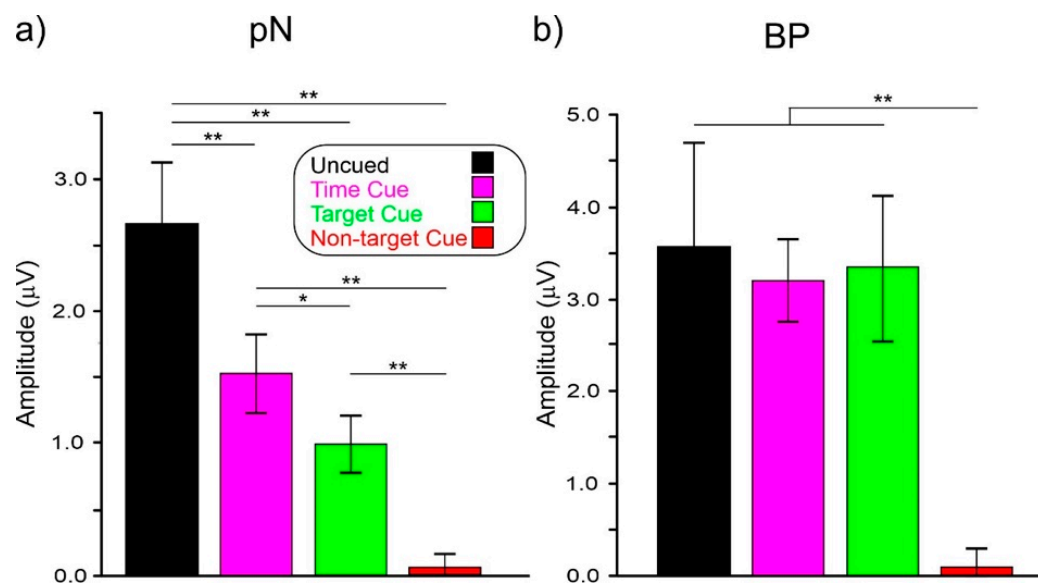 a)
pN
**
**
**
3.0
Uncued
Time Cue
Target Cue
Non-target Cue
**
*
2.0
**
1.0
0.0
Amplitude (µV)
b)
BP
**
5.0
4.0
3.0
2.0
1.0
0.0
Amplitude (µV)